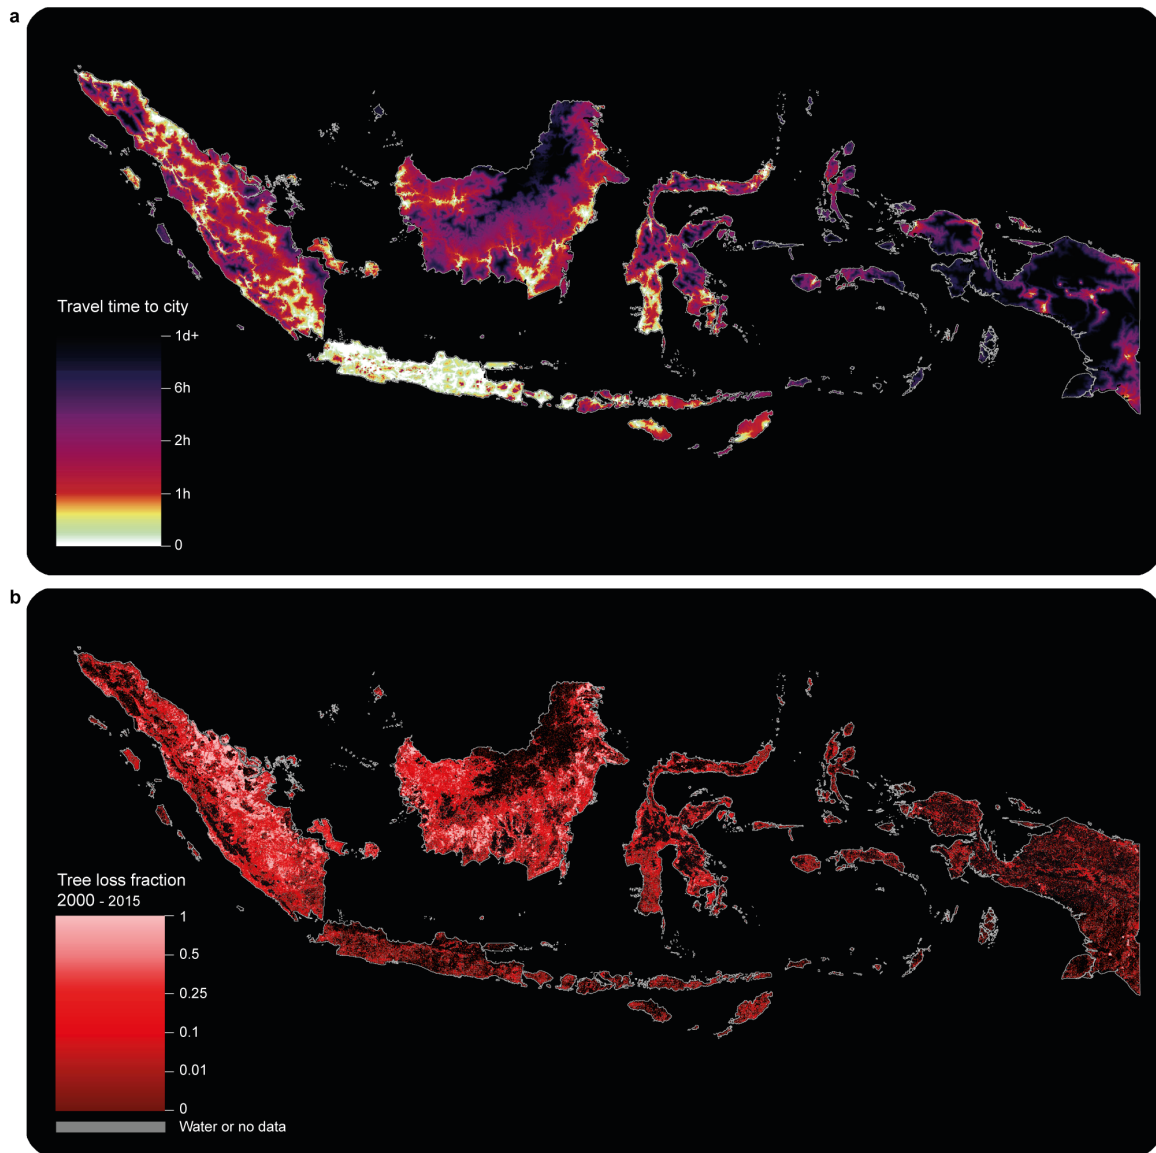 a
Travel time to city
1d+
6h
2h
1h
0
b
Tree loss fraction
2000 - 2015
1
0.5
0.25
0.1
0.01
0
Water or no data